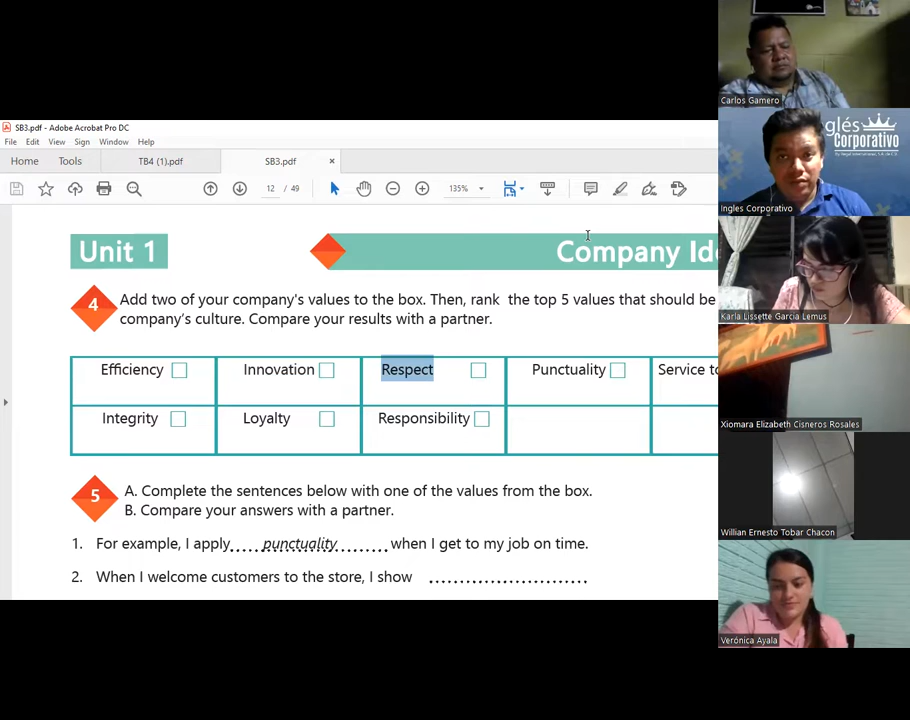 SB3.pdf - Adobe Acrobat Pro DC
File Edit View Sign Window Help
Home Tools TB4 (1).pdf SB3.pdf ×
12 / 49 135%
Unit 1 Company Ide
4 Add two of your company's values to the box. Then, rank the top 5 values that should be
company's culture. Compare your results with a partner.
Efficiency Innovation Respect Punctuality Service to
Integrity Loyalty Responsibility
5 A. Complete the sentences below with one of the values from the box.
B. Compare your answers with a partner.
1. For example, I apply.....punctuality..........when I get to my job on time.
2. When I welcome customers to the store, I show ..............................
Carlos Gamero
glés
Corporativo
Ingles Corporativo
Karla Lissette Garcia Lemus
Xiomara Elizabeth Cisneros Rosales
Willian Ernesto Tobar Chacon
Verónica Ayala